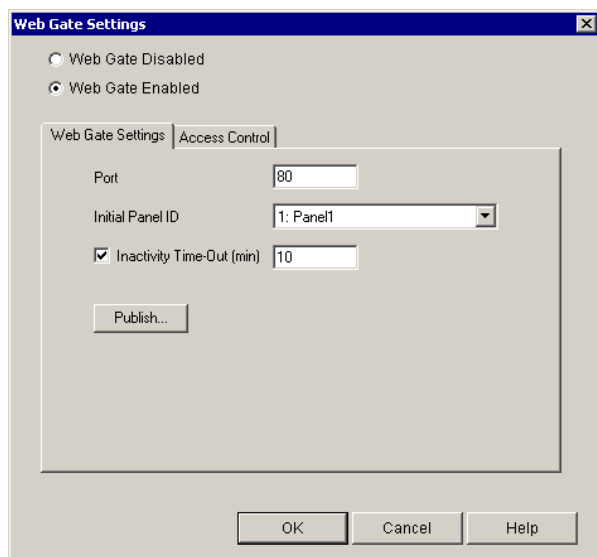 Web Gate Settings
Web Gate Disabled
Web Gate Enabled
Web Gate Settings Access Control
Port 80
Initial Panel ID 1: Panel1
Inactivity Time-Out (min) 10
Publish...
OK Cancel Help